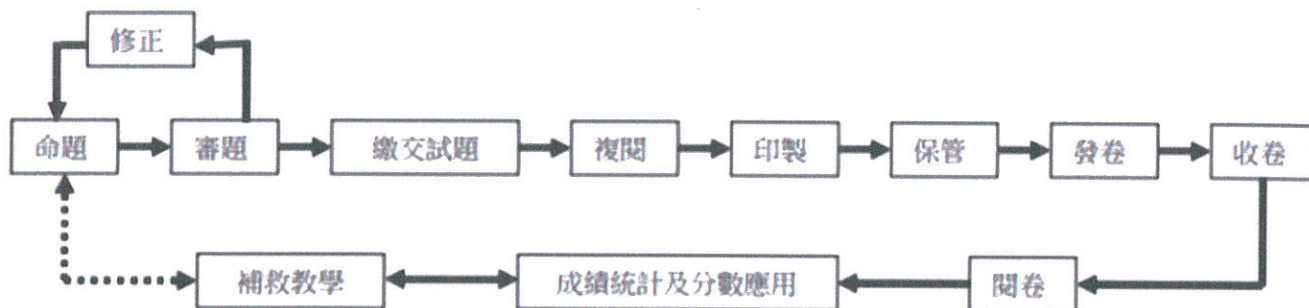 修正
命題 審題 繳交試題 複閱 印製 保管 發卷 收卷
補救教學 成績統計及分數應用 閱卷